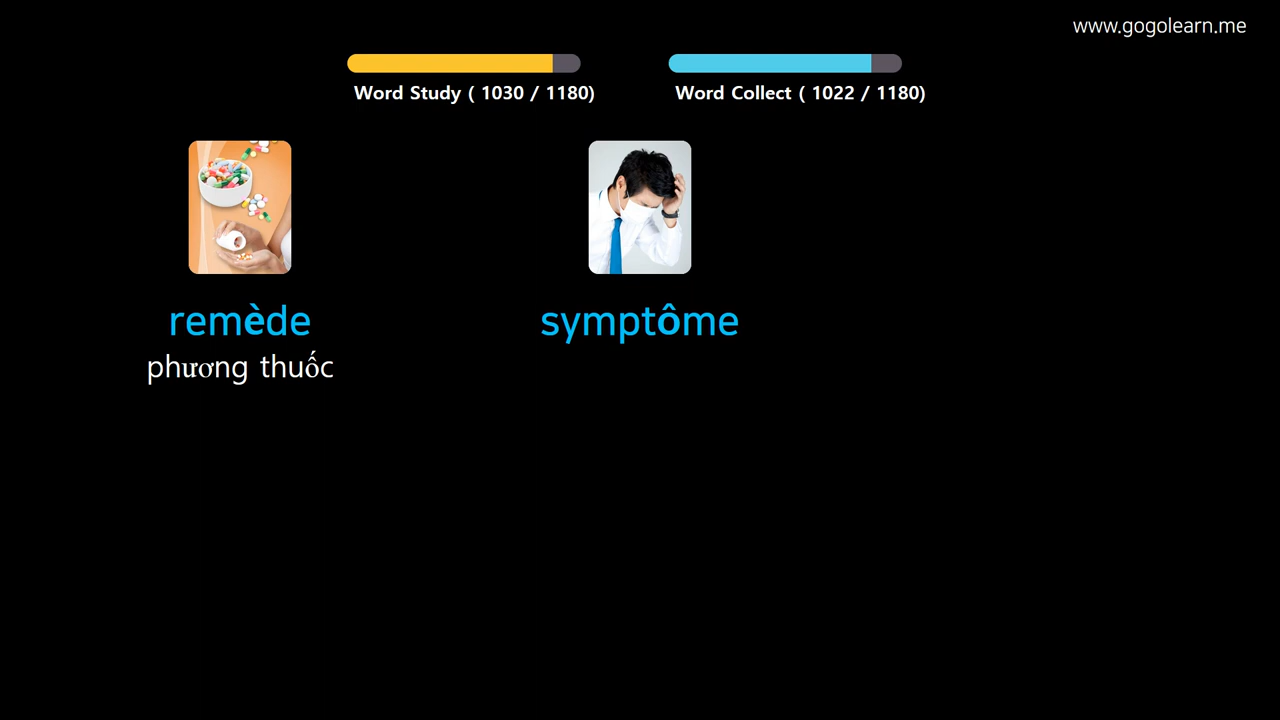 www.gogolearn.me
Word Study ( 1030 / 1180)
Word Collect ( 1022 / 1180)
remède
symptôme
phương thuốc